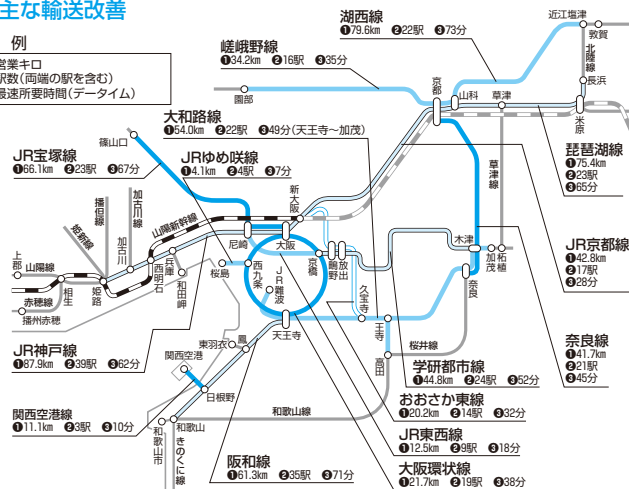 主な輸送改善
例
営業キロ
駅数(両端の駅を含む)
最速所要時間(データイム)
湖西線
❶79.6km ❷22駅 ❸73分
近江塩津
敦賀
北陸線
長浜
米原
嵯峨野線
❶34.2km ❷16駅 ❸35分
園部
京都
山科
草津
草津線
大和路線
❶54.0km ❷22駅 ❸49分(天王寺〜加茂)
篠山口
JR宝塚線
❶66.1km ❷23駅 ❸67分
JRゆめ咲線
❶4.1km ❷4駅 ❸7分
新大阪
琵琶湖線
❶75.4km
❷23駅
❸65分
加古川線
播但線
姫新線
山陽新幹線
加古川
上郡
山陽線
相生
姫路
西明石
兵庫
和田岬
赤穂線
播州赤穂
尼崎
大阪
桜島
西九条
JR難波
京橋
鴫野
放出
久宝寺
木津
加茂
柘植
奈良
JR京都線
❶42.8km
❷17駅
❸28分
天王寺
王寺
高田
桜井線
JR神戸線
❶87.9km ❷39駅 ❸62分
関西空港
東羽衣
鳳
日根野
奈良線
❶41.7km
❷21駅
❸45分
学研都市線
❶44.8km ❷24駅 ❸52分
おおさか東線
❶20.2km ❷14駅 ❸32分
関西空港線
❶11.1km ❷3駅 ❸10分
和歌山線
和歌山
和歌山市
きのくに線
JR東西線
❶12.5km ❷9駅 ❸18分
阪和線
❶61.3km ❷35駅 ❸71分
大阪環状線
❶21.7km ❷19駅 ❸38分